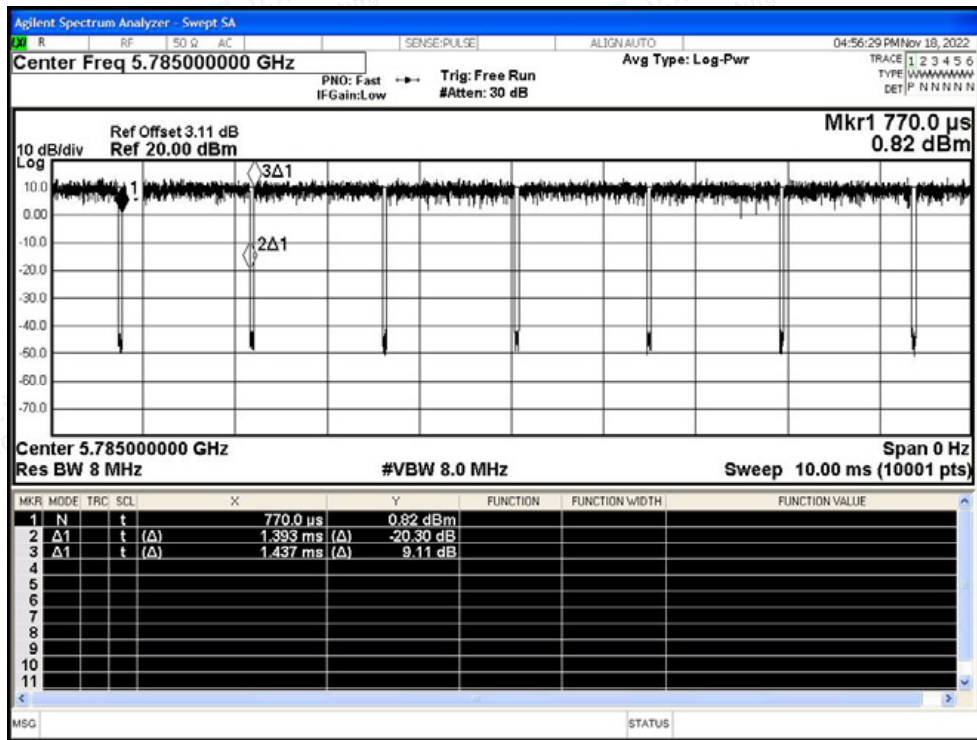 Agilent Spectrum Analyzer - Swept SA
R RF 50 Ω AC SENSE:PULSE ALIGNAUTO 04:56:29 PM Nov 18, 2022
Center Freq 5.785000000 GHz
PNO: Fast
IFGain:Low
Trig: Free Run
#Atten: 30 dB
Avg Type: Log-Pwr
TRACE 1 2 3 4 5 6
TYPE WWWWWW
DET P N N N N N
Mkr1 770.0 µs
0.82 dBm
Ref Offset 3.11 dB
10 dB/div Ref 20.00 dBm
Log
10.0
0.00
-10.0
-20.0
-30.0
-40.0
-50.0
-60.0
-70.0
1
3Δ1
2Δ1
Center 5.785000000 GHz Span 0 Hz
Res BW 8 MHz #VBW 8.0 MHz Sweep 10.00 ms (10001 pts)
MKR MODE TRC SCL X Y FUNCTION FUNCTION WIDTH FUNCTION VALUE
1 N t 770.0 µs 0.82 dBm
2 Δ1 t (Δ) 1.393 ms (Δ) -20.30 dB
3 Δ1 t (Δ) 1.437 ms (Δ) 9.11 dB
4
5
6
7
8
9
10
11
MSG STATUS